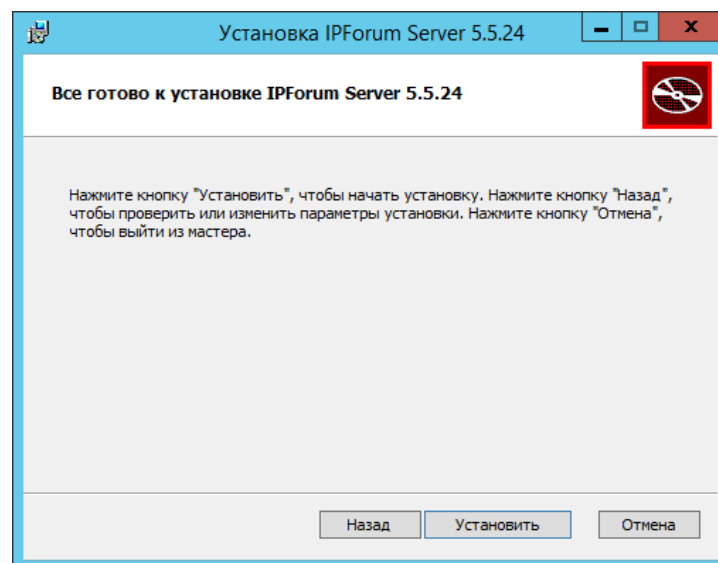 Установка IPForum Server 5.5.24
Все готово к установке IPForum Server 5.5.24
Нажмите кнопку "Установить", чтобы начать установку. Нажмите кнопку "Назад",
чтобы проверить или изменить параметры установки. Нажмите кнопку "Отмена",
чтобы выйти из мастера.
Назад
Установить
Отмена